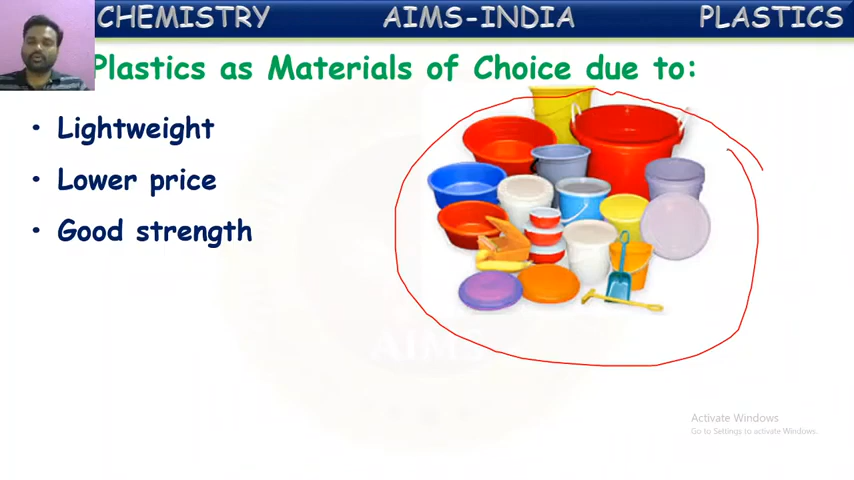 CHEMISTRY AIMS-INDIA PLASTICS
Plastics as Materials of Choice due to:
• Lightweight
• Lower price
• Good strength
AIMS
Activate Windows
Go to Settings to activate Windows.